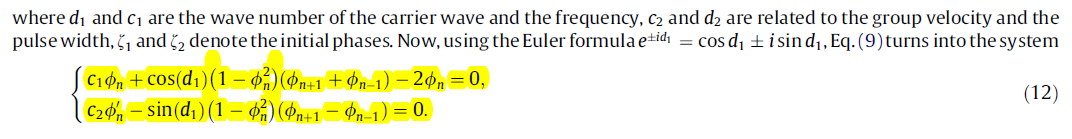 where d₁ and c₁ are the wave number of the carrier wave and the frequency, c₂ and d₂ are related to the group velocity and the
pulse width, ζ₁ and ζ₂ denote the initial phases. Now, using the Euler formula e^{±id₁} = cos d₁ ± i sin d₁, Eq. (9) turns into the system
{ c₁ϕₙ + cos(d₁)(1 − ϕₙ²)(ϕₙ₊₁ + ϕₙ₋₁) − 2ϕₙ = 0,
c₂ϕ′ₙ − sin(d₁)(1 − ϕₙ²)(ϕₙ₊₁ − ϕₙ₋₁) = 0. (12)